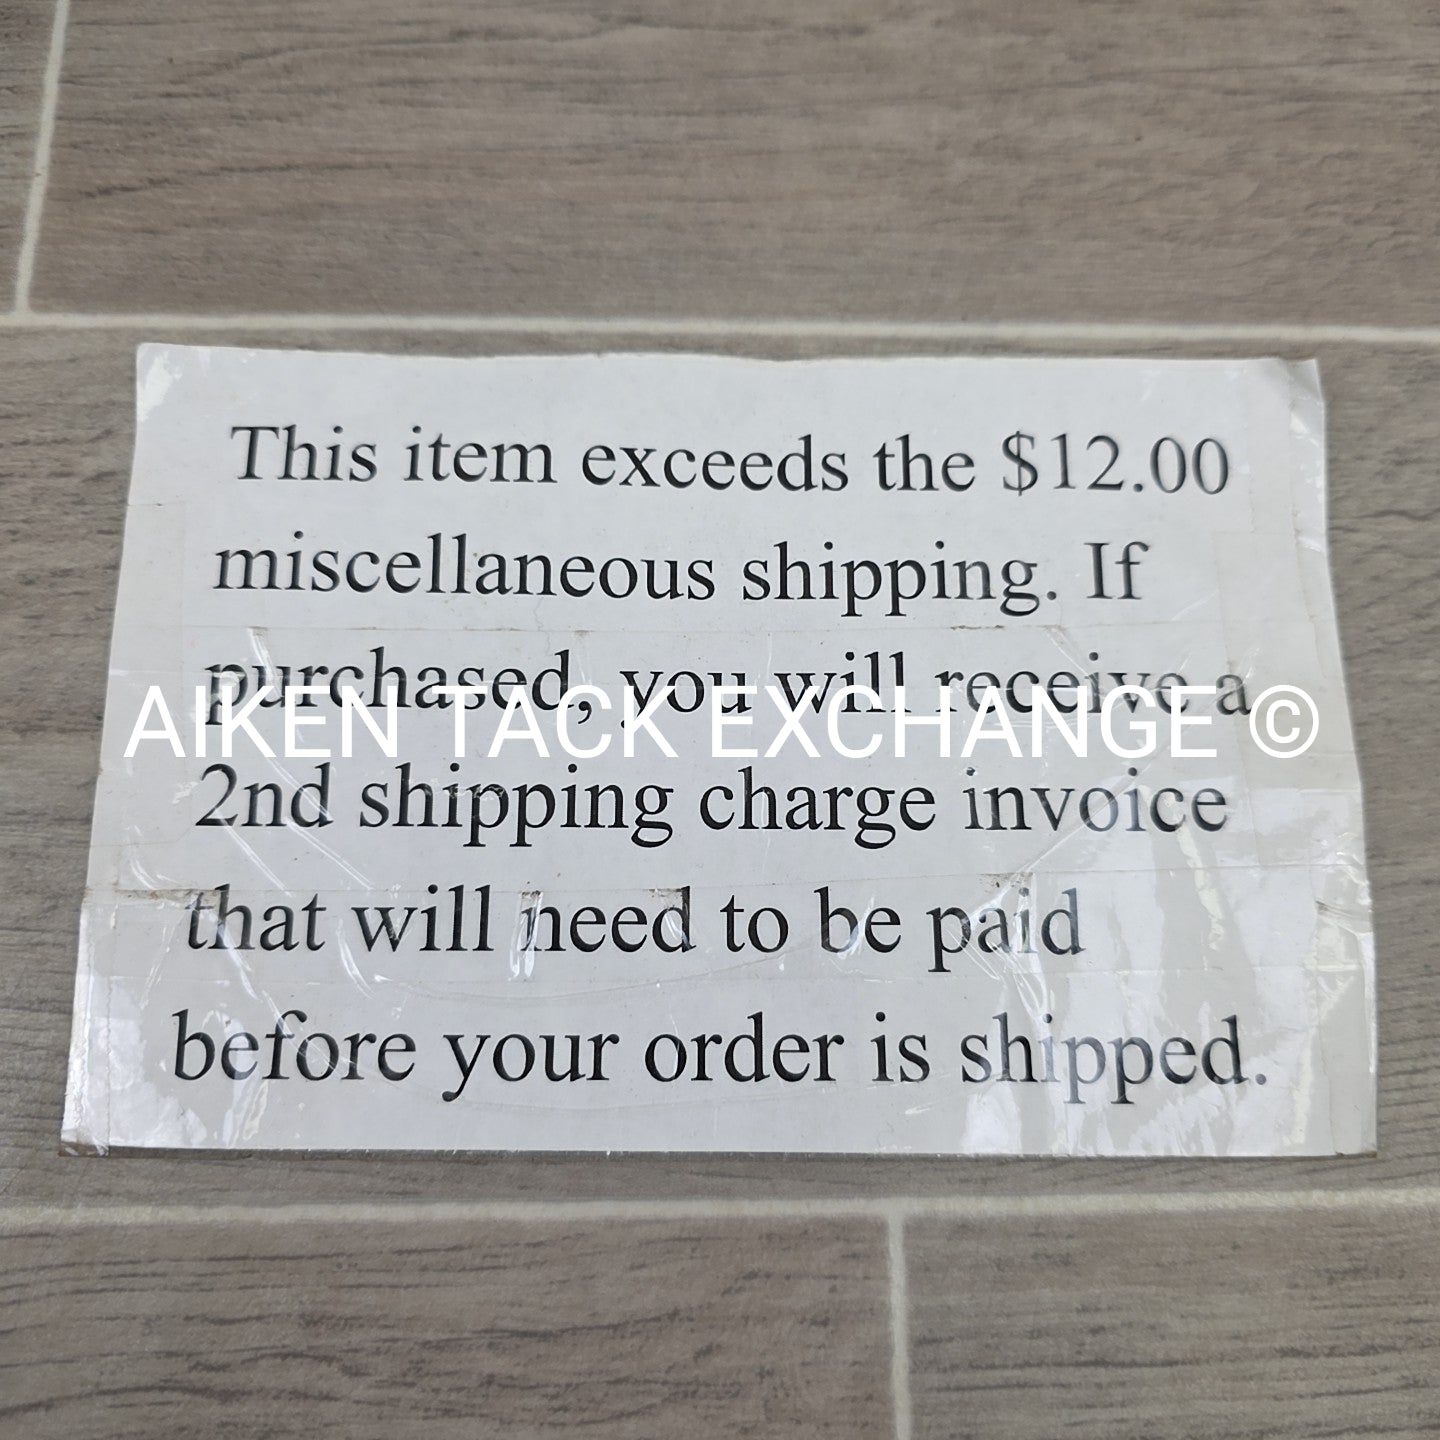 This item exceeds the $12.00
miscellaneous shipping. If
purchased, you will receive a
AIKEN TACK EXCHANGE ©
2nd shipping charge invoice
that will need to be paid
before your order is shipped.